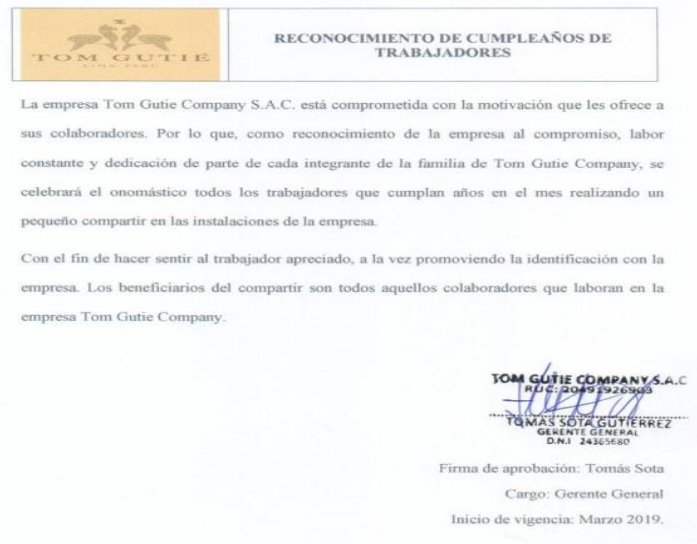 TOM GUTIÉ
LIMA, PERÚ
RECONOCIMIENTO DE CUMPLEAÑOS DE
TRABAJADORES
La empresa Tom Gutie Company S.A.C. está comprometida con la motivación que les ofrece a
sus colaboradores. Por lo que, como reconocimiento de la empresa al compromiso, labor
constante y dedicación de parte de cada integrante de la familia de Tom Gutie Company, se
celebrará el onomástico todos los trabajadores que cumplan años en el mes realizando un
pequeño compartir en las instalaciones de la empresa.
Con el fin de hacer sentir al trabajador apreciado, a la vez promoviendo la identificación con la
empresa. Los beneficiarios del compartir son todos aquellos colaboradores que laboran en la
empresa Tom Gutie Company.
TOM GUTIE COMPANY S.A.C
RUC: 20491926903
TOMAS SOTA GUTIERREZ
GERENTE GENERAL
D.N.I 24365680
Firma de aprobación: Tomás Sota
Cargo: Gerente General
Inicio de vigencia: Marzo 2019.